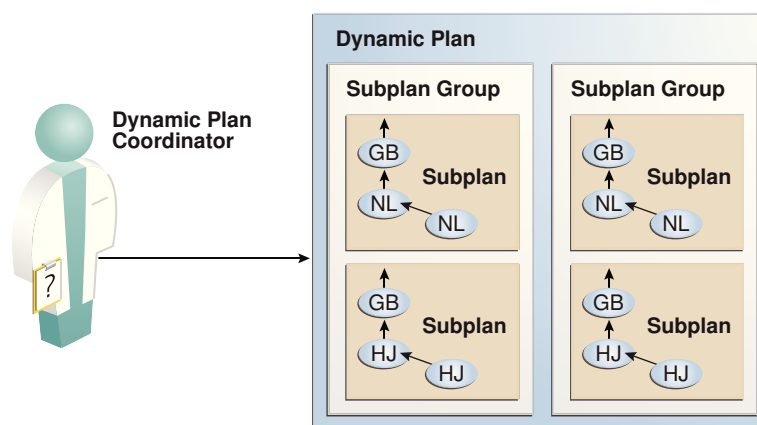 Dynamic Plan
Coordinator
?
Dynamic Plan
Subplan Group
GB
Subplan
NL
NL
GB
Subplan
HJ
HJ
Subplan Group
GB
Subplan
NL
NL
GB
Subplan
HJ
HJ